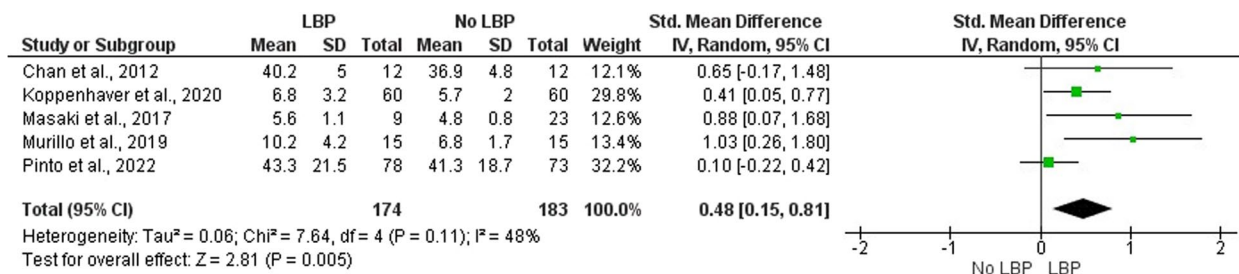 LBP No LBP Std. Mean Difference Std. Mean Difference
Study or Subgroup Mean SD Total Mean SD Total Weight IV, Random, 95% CI IV, Random, 95% CI
Chan et al., 2012 40.2 5 12 36.9 4.8 12 12.1% 0.65 [-0.17, 1.48]
Koppenhaver et al., 2020 6.8 3.2 60 5.7 2 60 29.8% 0.41 [0.05, 0.77]
Masaki et al., 2017 5.6 1.1 9 4.8 0.8 23 12.6% 0.88 [0.07, 1.68]
Murillo et al., 2019 10.2 4.2 15 6.8 1.7 15 13.4% 1.03 [0.26, 1.80]
Pinto et al., 2022 43.3 21.5 78 41.3 18.7 73 32.2% 0.10 [-0.22, 0.42]
Total (95% CI) 174 183 100.0% 0.48 [0.15, 0.81]
Heterogeneity: Tau² = 0.06; Chi² = 7.64, df = 4 (P = 0.11); I² = 48%
Test for overall effect: Z = 2.81 (P = 0.005)
-2 -1 0 1 2
No LBP LBP